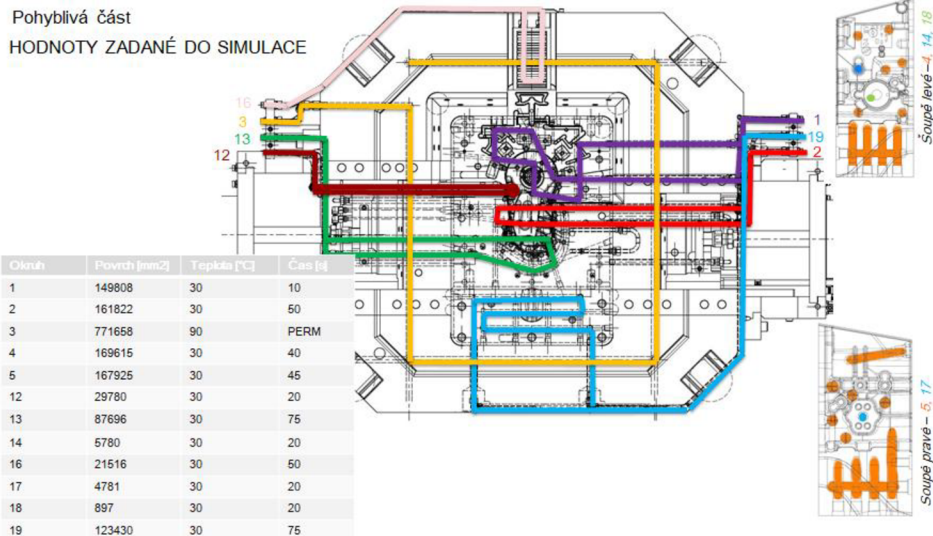 Pohyblivá část
HODNOTY ZADANÉ DO SIMULACE
16
3
13
12
1
19
2
Šoupě levé – 4, 14, 18
Šoupě pravé – 5, 17
Okruh Povrch [mm2] Teplota [°C] Čas [s]
1 149808 30 10
2 161822 30 50
3 771658 90 PERM
4 169615 30 40
5 167925 30 45
12 29780 30 20
13 87696 30 75
14 5780 30 20
16 21516 30 50
17 4781 30 20
18 897 30 20
19 123430 30 75